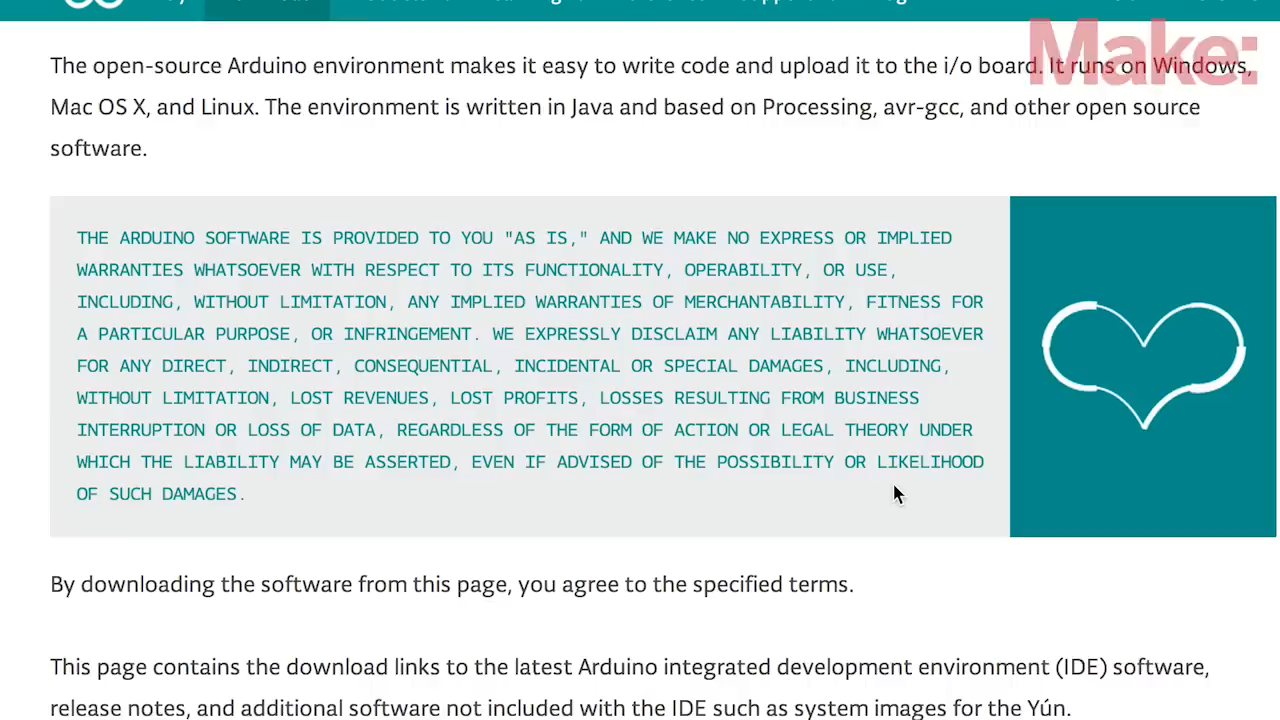 Make:
The open-source Arduino environment makes it easy to write code and upload it to the i/o board. It runs on Windows,
Mac OS X, and Linux. The environment is written in Java and based on Processing, avr-gcc, and other open source
software.
THE ARDUINO SOFTWARE IS PROVIDED TO YOU "AS IS," AND WE MAKE NO EXPRESS OR IMPLIED
WARRANTIES WHATSOEVER WITH RESPECT TO ITS FUNCTIONALITY, OPERABILITY, OR USE,
INCLUDING, WITHOUT LIMITATION, ANY IMPLIED WARRANTIES OF MERCHANTABILITY, FITNESS FOR
A PARTICULAR PURPOSE, OR INFRINGEMENT. WE EXPRESSLY DISCLAIM ANY LIABILITY WHATSOEVER
FOR ANY DIRECT, INDIRECT, CONSEQUENTIAL, INCIDENTAL OR SPECIAL DAMAGES, INCLUDING,
WITHOUT LIMITATION, LOST REVENUES, LOST PROFITS, LOSSES RESULTING FROM BUSINESS
INTERRUPTION OR LOSS OF DATA, REGARDLESS OF THE FORM OF ACTION OR LEGAL THEORY UNDER
WHICH THE LIABILITY MAY BE ASSERTED, EVEN IF ADVISED OF THE POSSIBILITY OR LIKELIHOOD
OF SUCH DAMAGES.
By downloading the software from this page, you agree to the specified terms.
This page contains the download links to the latest Arduino integrated development environment (IDE) software,
release notes, and additional software not included with the IDE such as system images for the Yún.